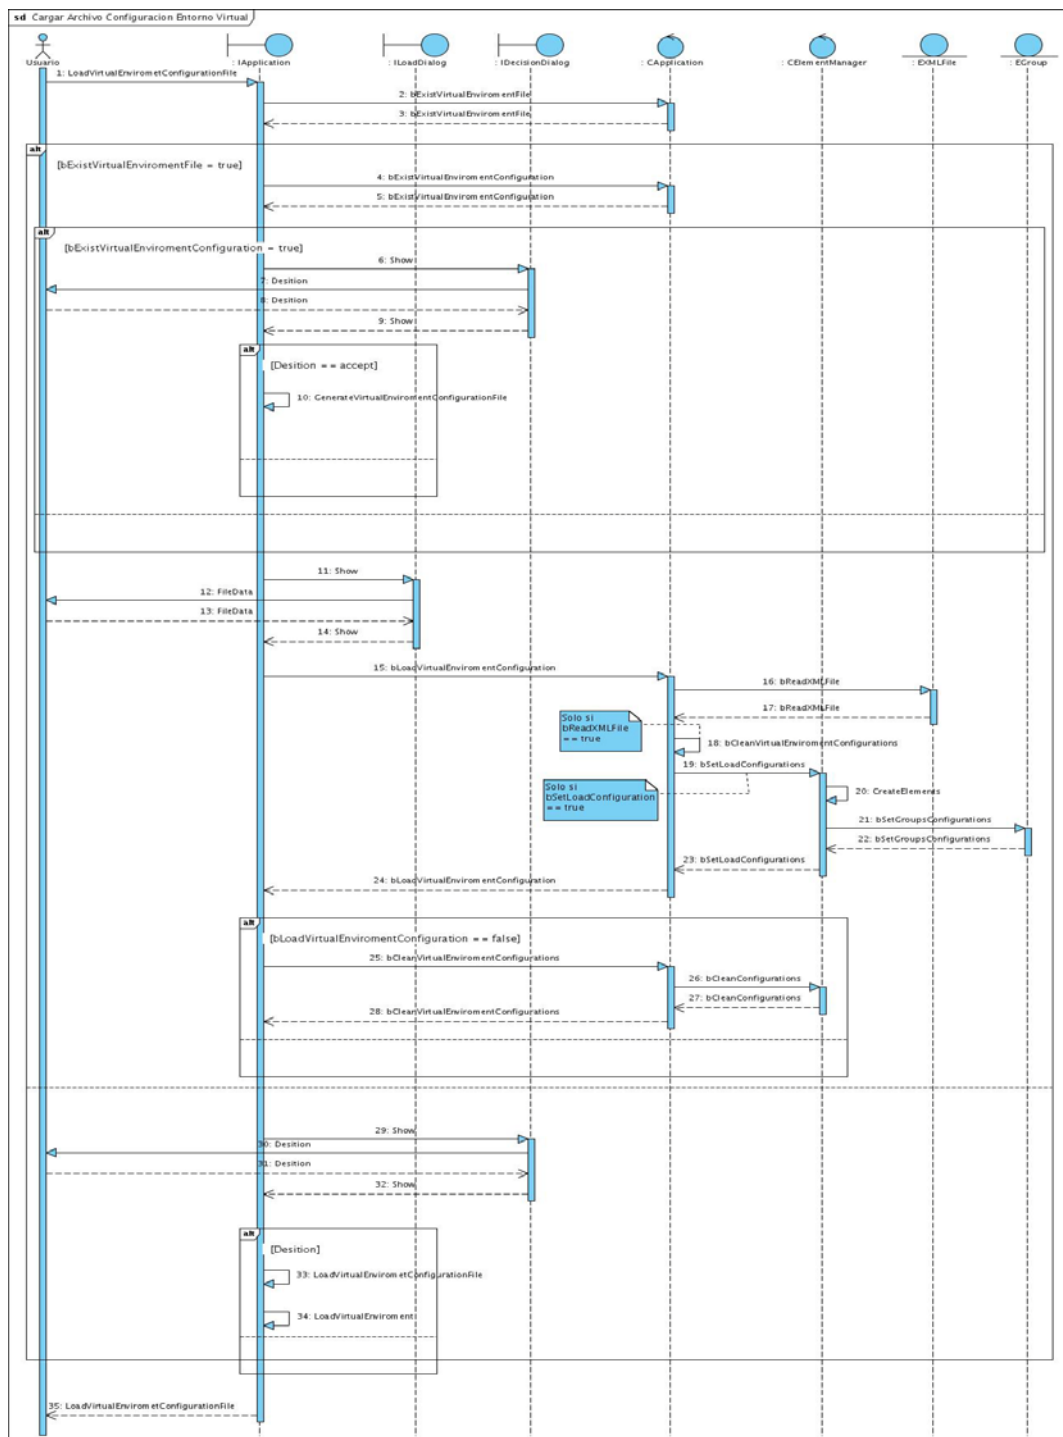 sd Cargar Archivo Configuracion Entorno Virtual
Usuario
: IApplication
: ILoadDialog
: IDecisionDialog
: CApplication
: CElementManager
: EXMLFile
: EGroup
1: LoadVirtualEnvirometConfigurationFile
2: bExistVirtualEnviromentFile
3: bExistVirtualEnviromentFile
alt
[bExistVirtualEnviromentFile = true]
4: bExistVirtualEnviromentConfiguration
5: bExistVirtualEnviromentConfiguration
alt
[bExistVirtualEnviromentConfiguration = true]
6: Show
7: Desition
8: Desition
9: Show
alt
[Desition == accept]
10: GenerateVirtualEnviromentConfigurationFile
11: Show
12: FileData
13: FileData
14: Show
15: bLoadVirtualEnviromentConfiguration
16: bReadXMLFile
17: bReadXMLFile
Solo si
bReadXMLFile
== true
18: bCleanVirtualEnviromentConfigurations
19: bSetLoadConfigurations
Solo si
bSetLoadConfiguration
== true
20: CreateElements
21: bSetGroupsConfigurations
22: bSetGroupsConfigurations
23: bSetLoadConfigurations
24: bLoadVirtualEnviromentConfiguration
alt
[bLoadVirtualEnviromentConfiguration == false]
25: bCleanVirtualEnviromentConfigurations
26: bCleanConfigurations
27: bCleanConfigurations
28: bCleanVirtualEnviromentConfigurations
29: Show
30: Desition
31: Desition
32: Show
alt
[Desition]
33: LoadVirtualEnvirometConfigurationFile
34: LoadVirtualEnviroment
35: LoadVirtualEnvirometConfigurationFile